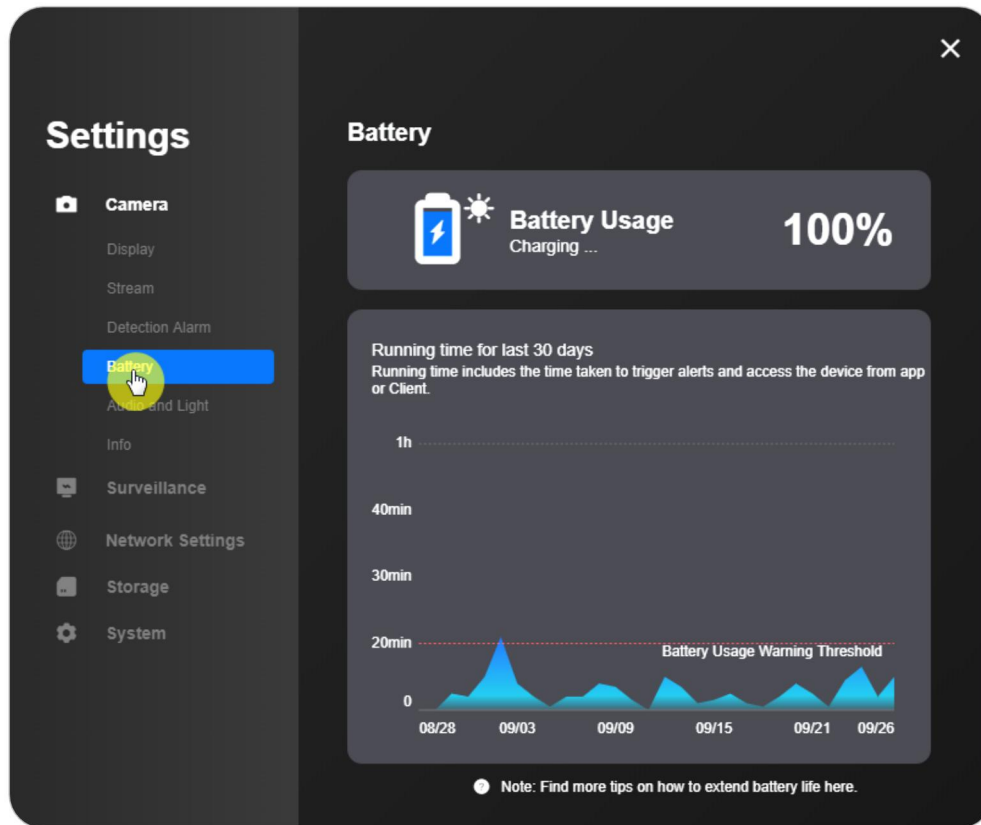 Settings
Camera
Display
Stream
Detection Alarm
Battery
Audio and Light
Info
Surveillance
Network Settings
Storage
System
Battery
Battery Usage
Charging ...
100%
Running time for last 30 days
Running time includes the time taken to trigger alerts and access the device from app
or Client.
1h
40min
30min
20min
Battery Usage Warning Threshold
0
08/28 09/03 09/09 09/15 09/21 09/26
? Note: Find more tips on how to extend battery life here.